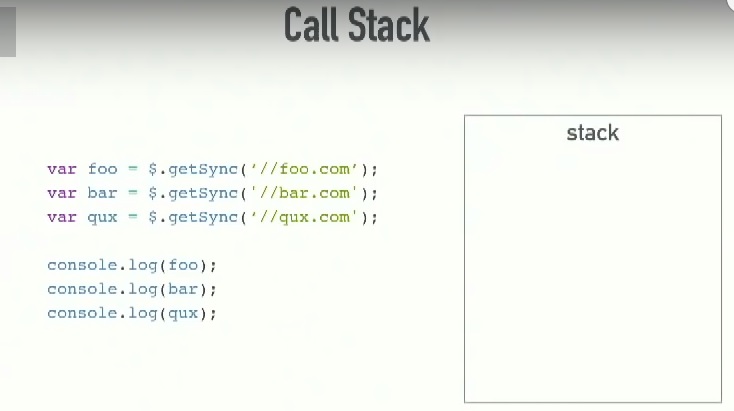 Call Stack
var foo = $.getSync('//foo.com');
var bar = $.getSync('//bar.com');
var qux = $.getSync('//qux.com');
console.log(foo);
console.log(bar);
console.log(qux);
stack